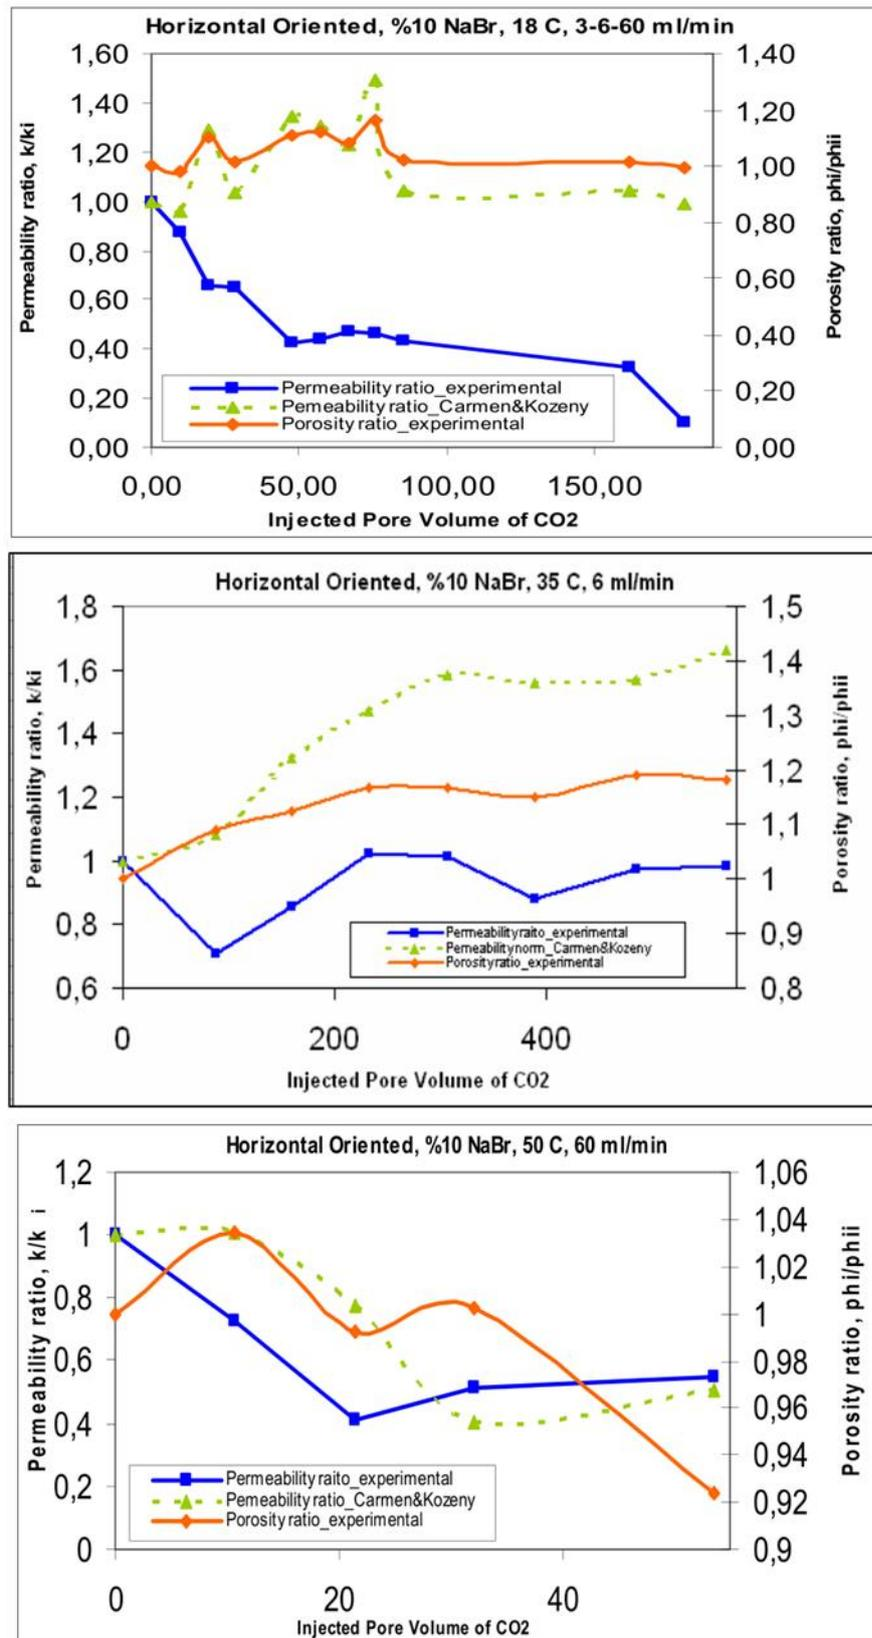 Horizontal Oriented, %10 NaBr, 18 C, 3-6-60 ml/min
1,60
1,40
1,20
1,00
0,80
0,60
0,40
0,20
0,00
Permeability ratio, k/ki
1,40
1,20
1,00
0,80
0,60
0,40
0,20
0,00
Porosity ratio, phi/phii
Permeability ratio_experimental
Pemeability ratio_Carmen&Kozeny
Porosity ratio_experimental
0,00 50,00 100,00 150,00
Injected Pore Volume of CO2
Horizontal Oriented, %10 NaBr, 35 C, 6 ml/min
1,8
1,6
1,4
1,2
1
0,8
0,6
Permeability ratio, k/ki
1,5
1,4
1,3
1,2
1,1
1
0,9
0,8
Porosity ratio, phi/phii
Permeability raito_experimental
Permeability norm_Carmen&Kozeny
Porosity ratio_experimental
0 200 400
Injected Pore Volume of CO2
Horizontal Oriented, %10 NaBr, 50 C, 60 ml/min
1,2
1
0,8
0,6
0,4
0,2
0
Permeability ratio, k/k i
1,06
1,04
1,02
1
0,98
0,96
0,94
0,92
0,9
Porosity ratio, phi/phii
Permeability raito_experimental
Pemeability ratio_Carmen&Kozeny
Porosity ratio_experimental
0 20 40
Injected Pore Volume of CO2